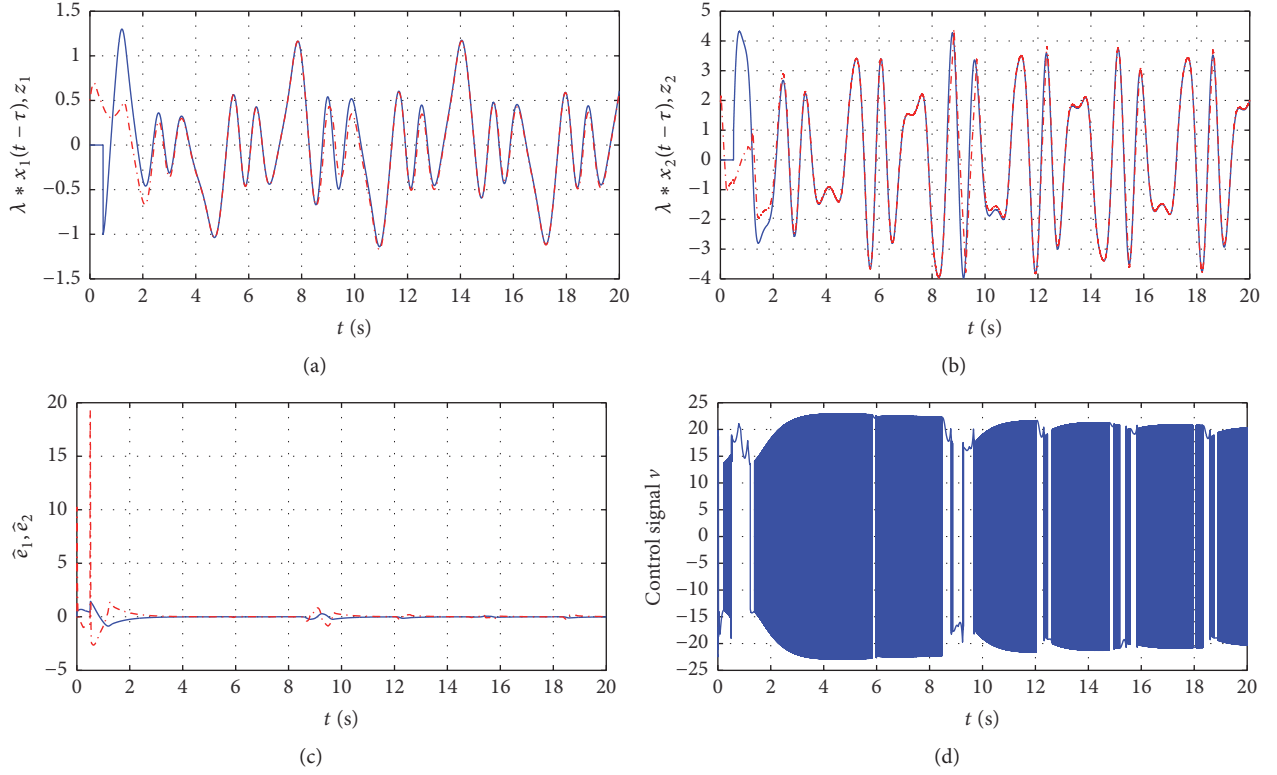 1.5
1
0.5
0
−0.5
−1
−1.5
λ ∗ x1(t − τ), z1
0 2 4 6 8 10 12 14 16 18 20
t (s)
(a)
5
4
3
2
1
0
−1
−2
−3
−4
λ ∗ x2(t − τ), z2
0 2 4 6 8 10 12 14 16 18 20
t (s)
(b)
20
15
10
5
0
−5
ê1, ê2
0 2 4 6 8 10 12 14 16 18 20
t (s)
(c)
25
20
15
10
5
0
−5
−10
−15
−20
−25
Control signal v
0 2 4 6 8 10 12 14 16 18 20
t (s)
(d)